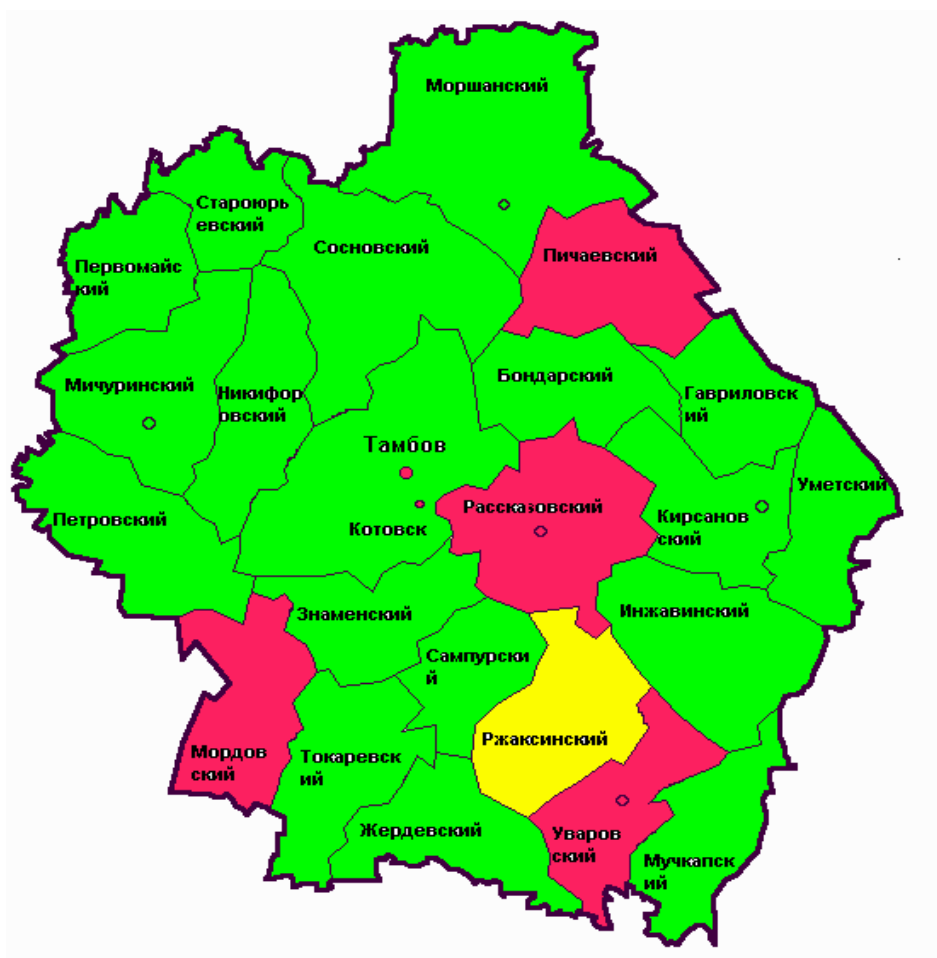 Моршанский
Староюрь
евский
Сосновский
Пичаевский
Первомайс
кий
Мичуринский
Никифор
овский
Бондарский
Гавриловск
ий
Тамбов
Уметский
Рассказовский
Петровский
Котовск
Кирсанов
ский
Знаменский
Инжавинский
Сампурски
й
Ржаксинский
Мордов
ский
Токаревск
ий
Жердевский
Уваров
ский
Мучкапск
ий